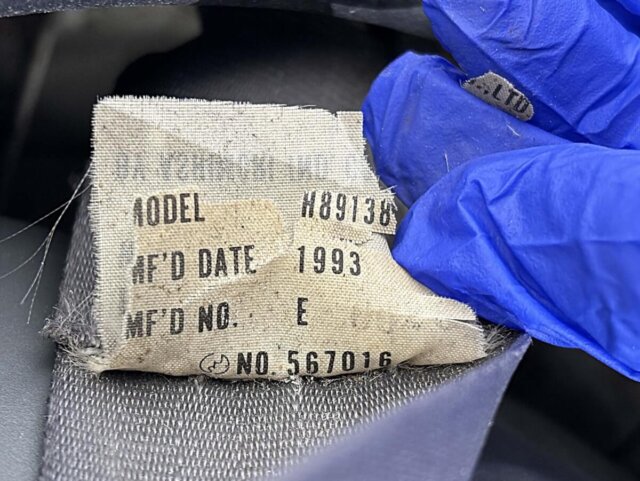 .LTD
MODEL H89138
MF'D DATE 1993
MF'D NO. E
NO. 567016